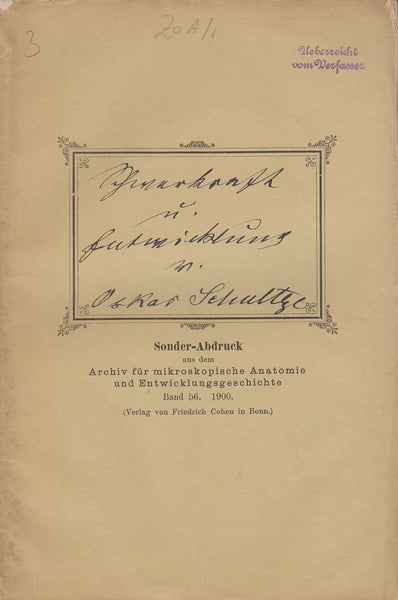 3
Zo A/1
Ueberreicht
vom Verfasser
Schwerkraft
u.
Entwicklung
v.
Oskar Schultze
Sonder-Abdruck
aus dem
Archiv für mikroskopische Anatomie
und Entwicklungsgeschichte
Band 56. 1900.
(Verlag von Friedrich Cohen in Bonn.)